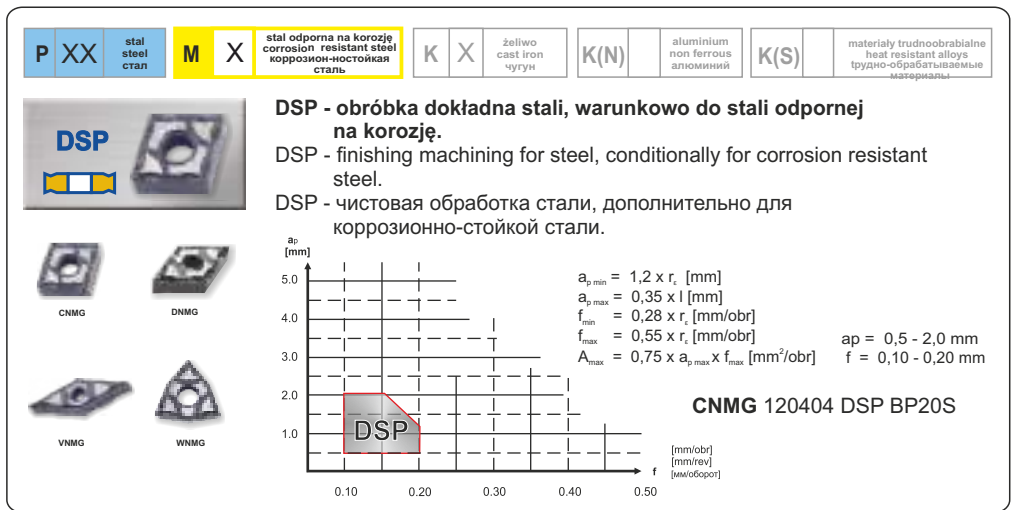 P XX stal
steel
стал
M X stal odporna na korozję
corrosion resistant steel
коррозион-ностойкая
сталь
K X żeliwo
cast iron
чугун
K(N) aluminium
non ferrous
алюминий
K(S) materiały trudnoobrabialne
heat resistant alloys
трудно-обрабатываемые
материалы
DSP
DSP - obróbka dokładna stali, warunkowo do stali odpornej
na korozję.
DSP - finishing machining for steel, conditionally for corrosion resistant
steel.
DSP - чистовая обработка стали, дополнительно для
коррозионно-стойкой стали.
CNMG
DNMG
VNMG
WNMG
ap
[mm]
5.0
4.0
3.0
2.0
1.0
DSP
0.10 0.20 0.30 0.40 0.50
f
[mm/obr]
[mm/rev]
[мм/оборот]
ap min = 1,2 x rε [mm]
ap max = 0,35 x l [mm]
fmin = 0,28 x rε [mm/obr]
fmax = 0,55 x rε [mm/obr]
Amax = 0,75 x ap max x fmax [mm²/obr]
ap = 0,5 - 2,0 mm
f = 0,10 - 0,20 mm
CNMG 120404 DSP BP20S